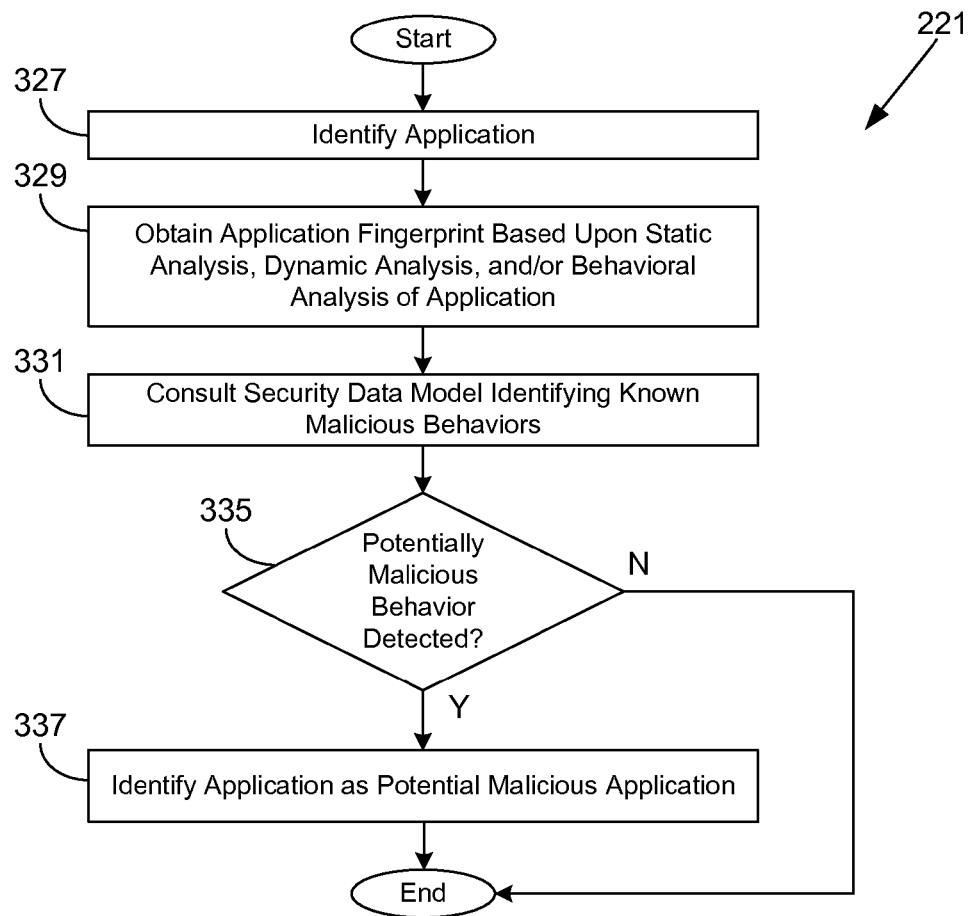 Start
221
327
Identify Application
329
Obtain Application Fingerprint Based Upon Static
Analysis, Dynamic Analysis, and/or Behavioral
Analysis of Application
331
Consult Security Data Model Identifying Known
Malicious Behaviors
335
Potentially
Malicious
Behavior
Detected?
N
Y
337
Identify Application as Potential Malicious Application
End